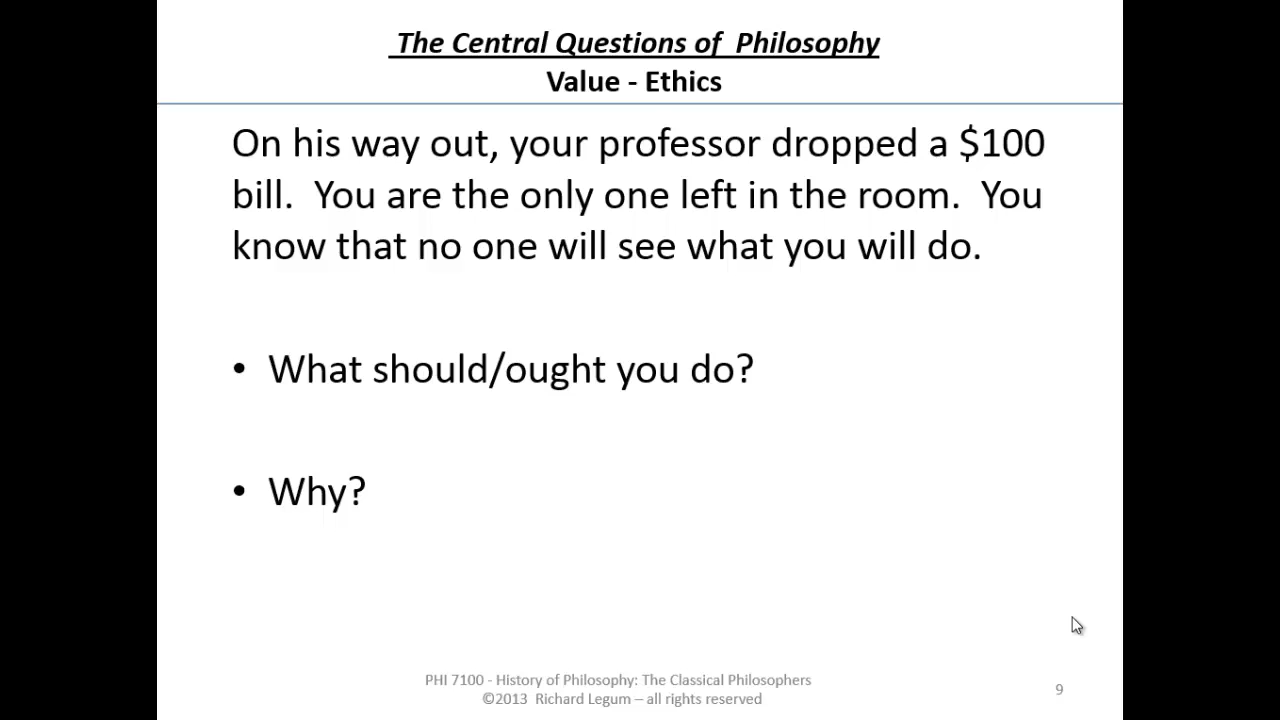 The Central Questions of  Philosophy
Value - Ethics
On his way out, your professor dropped a $100
bill.  You are the only one left in the room.  You
know that no one will see what you will do.
• What should/ought you do?
• Why?
PHI 7100 - History of Philosophy: The Classical Philosophers
©2013  Richard Legum – all rights reserved
9